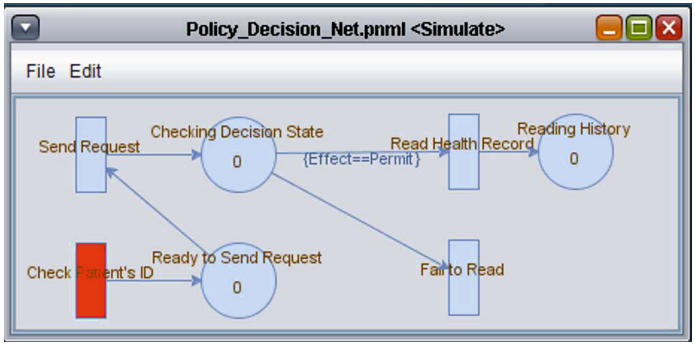 Policy_Decision_Net.pnml <Simulate>
File Edit
Send Request
Checking Decision State
0
{Effect==Permit}
Read Health Record
Reading History
0
Check Patient's ID
Ready to Send Request
0
Fail to Read